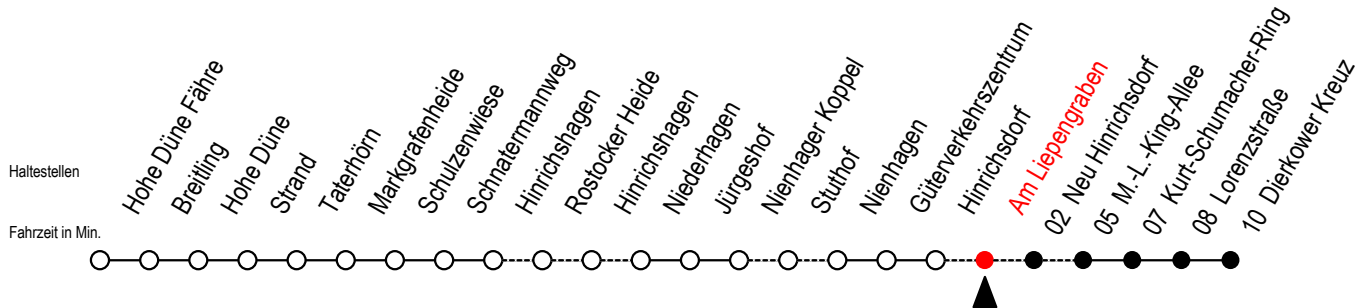 Haltestellen
Fahrzeit in Min.
Hohe Düne Fähre
Breitling
Hohe Düne
Strand
Taterhörn
Markgrafenheide
Schulzenwiese
Schnatermannweg
Hinrichshagen
Rostocker Heide
Hinrichshagen
Niederhagen
Jürgeshof
Nienhager Koppel
Stuthof
Nienhagen
Güterverkehrszentrum
Hinrichsdorf
Am Liepengraben
02 Neu Hinrichsdorf
05 M.-L.-King-Allee
07 Kurt-Schumacher-Ring
08 Lorenzstraße
10 Dierkower Kreuz